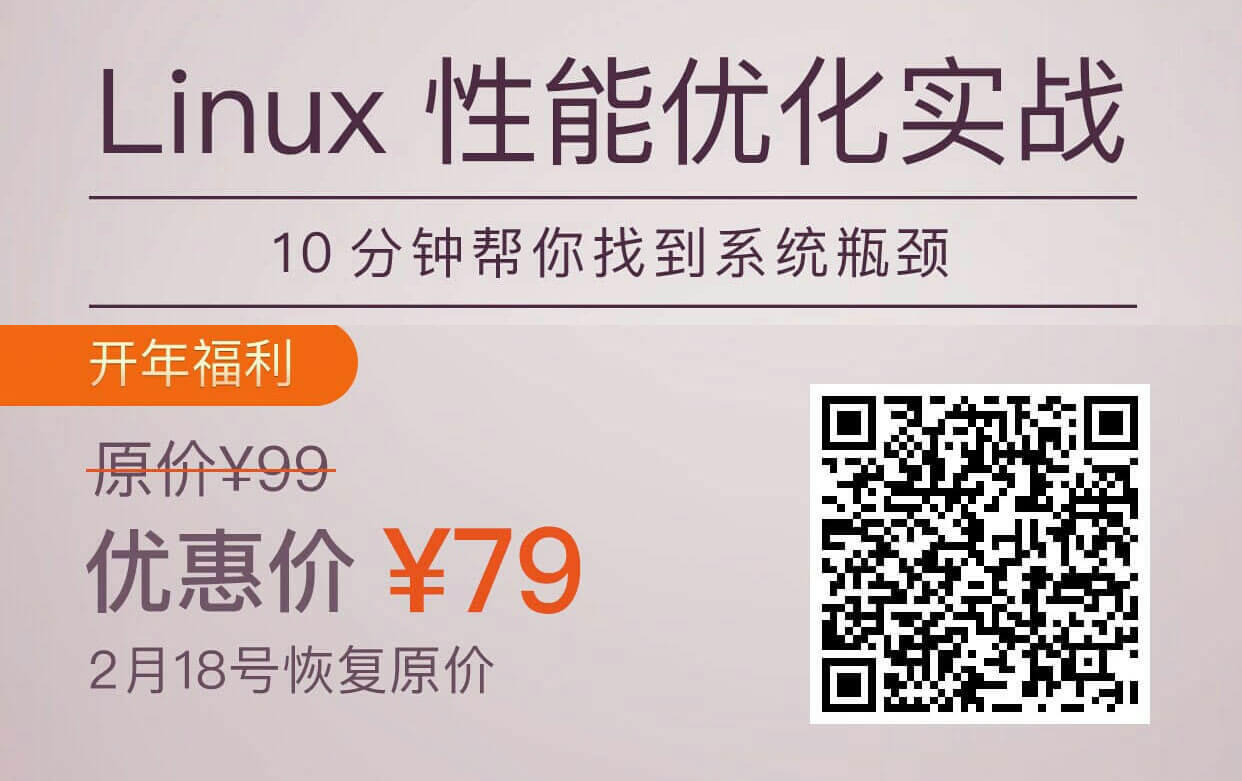 Linux 性能优化实战
10 分钟帮你找到系统瓶颈
开年福利
原价¥99
优惠价 ¥79
2月18号恢复原价